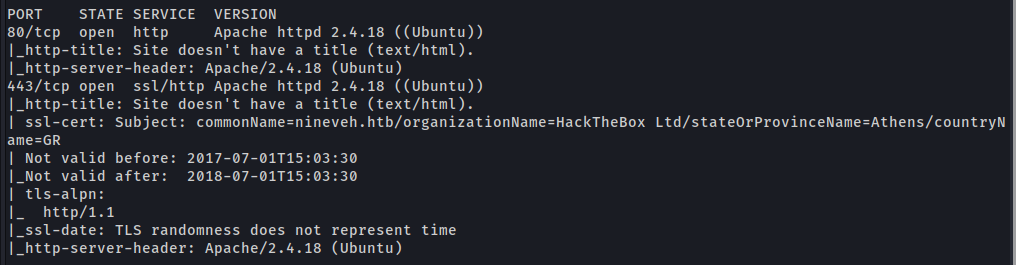 PORT    STATE SERVICE  VERSION
80/tcp  open  http     Apache httpd 2.4.18 ((Ubuntu))
|_http-title: Site doesn't have a title (text/html).
|_http-server-header: Apache/2.4.18 (Ubuntu)
443/tcp open  ssl/http Apache httpd 2.4.18 ((Ubuntu))
|_http-title: Site doesn't have a title (text/html).
| ssl-cert: Subject: commonName=nineveh.htb/organizationName=HackTheBox Ltd/stateOrProvinceName=Athens/countryN
ame=GR
| Not valid before: 2017-07-01T15:03:30
|_Not valid after:  2018-07-01T15:03:30
| tls-alpn:
|_  http/1.1
|_ssl-date: TLS randomness does not represent time
|_http-server-header: Apache/2.4.18 (Ubuntu)